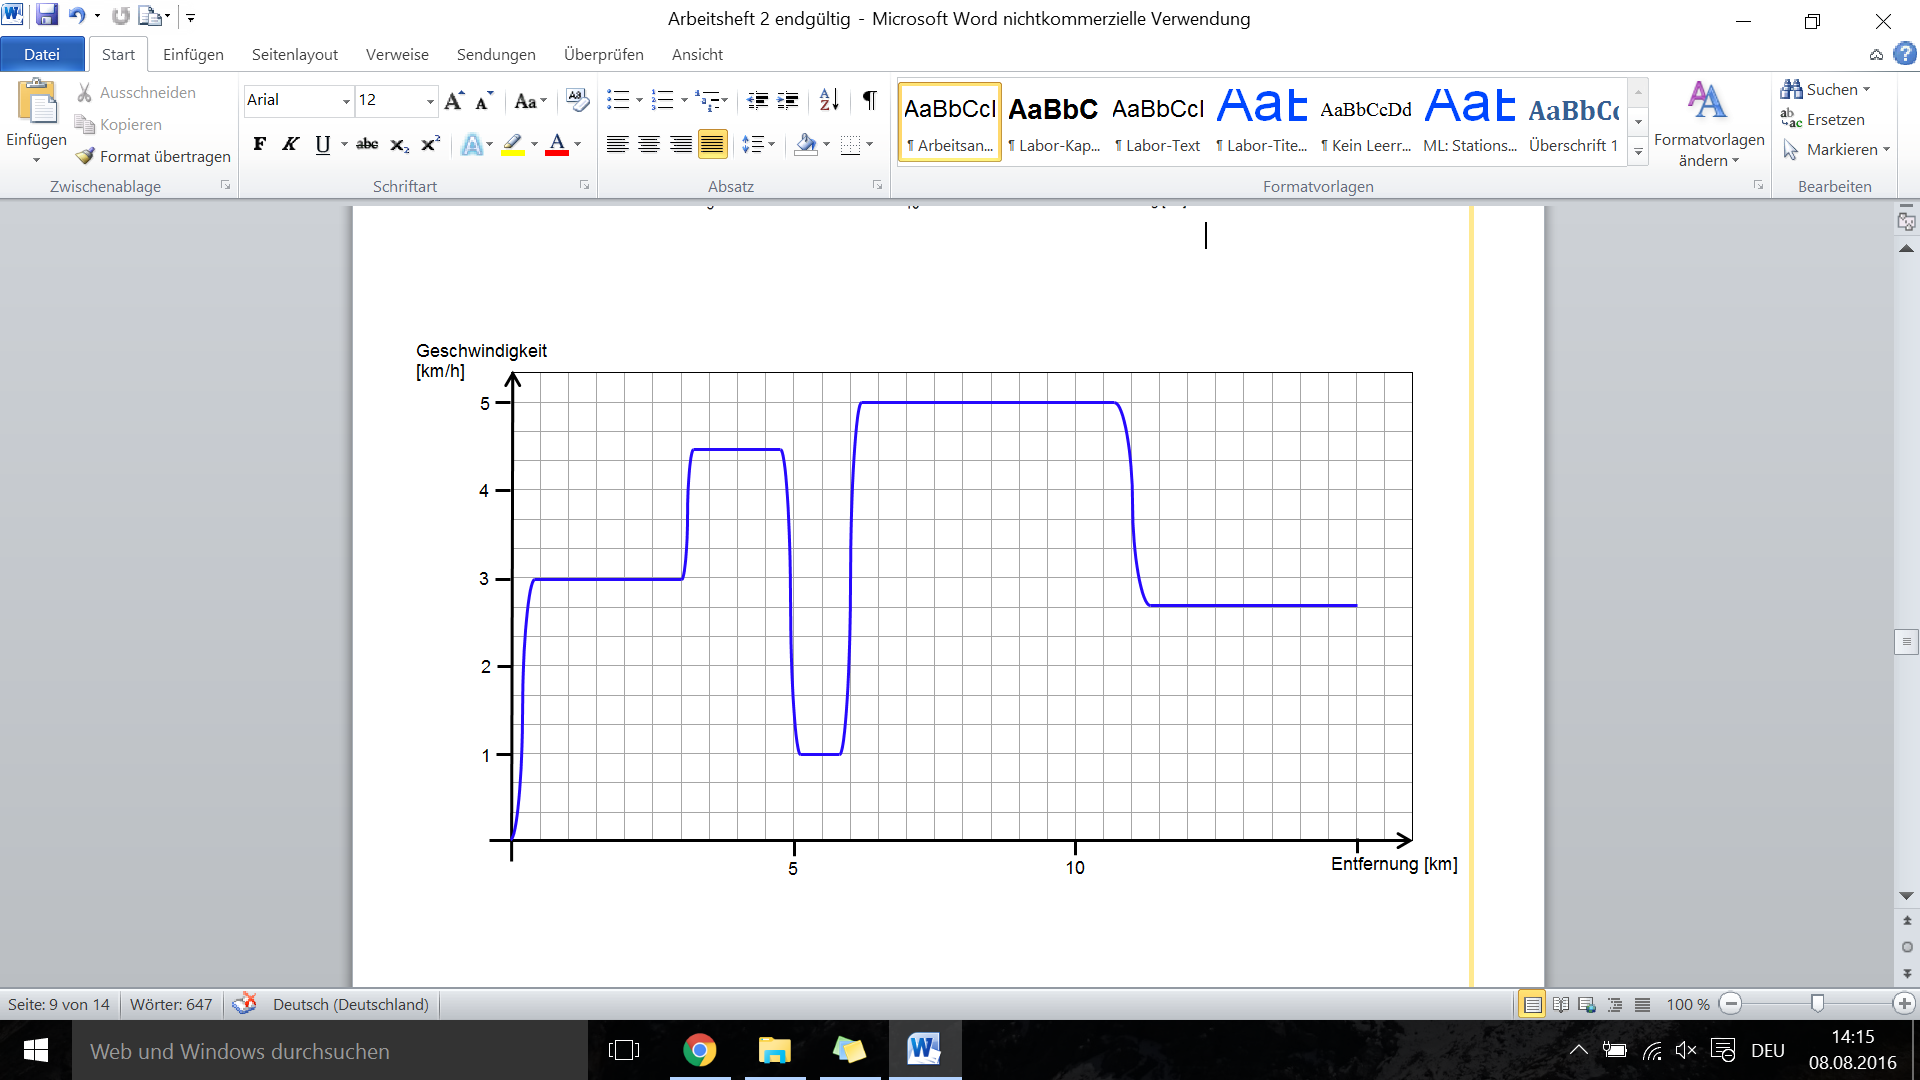 Arbeitsheft 2 endgültig - Microsoft Word nichtkommerzielle Verwendung
Datei Start Einfügen Seitenlayout Verweise Sendungen Überprüfen Ansicht
Einfügen
Ausschneiden
Kopieren
Format übertragen
Zwischenablage
Arial 12
F K U abc x₂ x²
Schriftart
Absatz
AaBbCcI AaBbC AaBbCcI AaB AaBbCcDd AaB AaBbCc
¶ Arbeitsan... ¶ Labor-Kap... ¶ Labor-Text ¶ Labor-Tite... ¶ Kein Leerr... ML: Stations... Überschrift 1
Formatvorlagen
Formatvorlagen
ändern
Suchen
Ersetzen
Markieren
Bearbeiten
Geschwindigkeit
[km/h]
5
4
3
2
1
5 10
Entfernung [km]
Seite: 9 von 14 Wörter: 647 Deutsch (Deutschland) 100 %
Web und Windows durchsuchen
DEU
14:15
08.08.2016